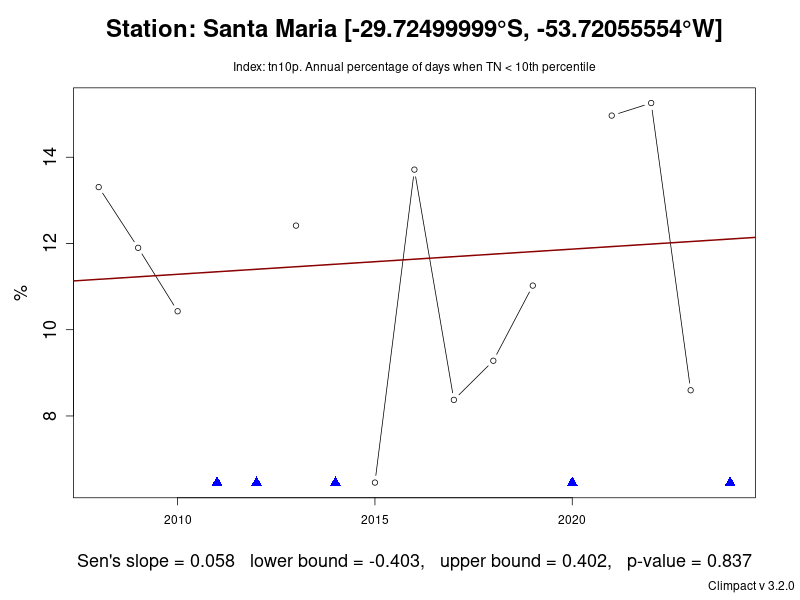 Station: Santa Maria [-29.72499999°S, -53.72055554°W]
Index: tn10p. Annual percentage of days when TN < 10th percentile
14
12
10
8
%
2010 2015 2020
Sen's slope = 0.058 lower bound = -0.403, upper bound = 0.402, p-value = 0.837
Climpact v 3.2.0